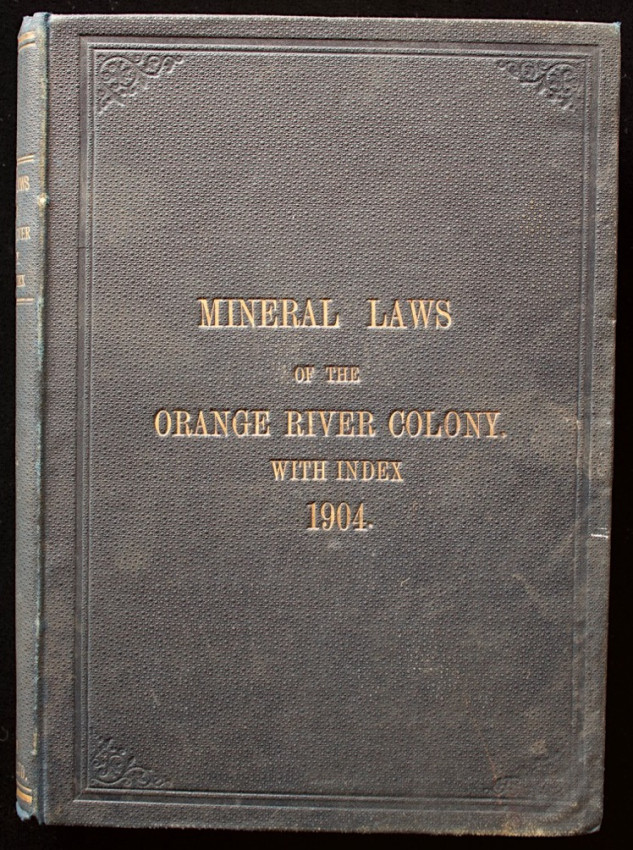 MINERAL LAWS
OF THE
ORANGE RIVER COLONY.
WITH INDEX
1904.